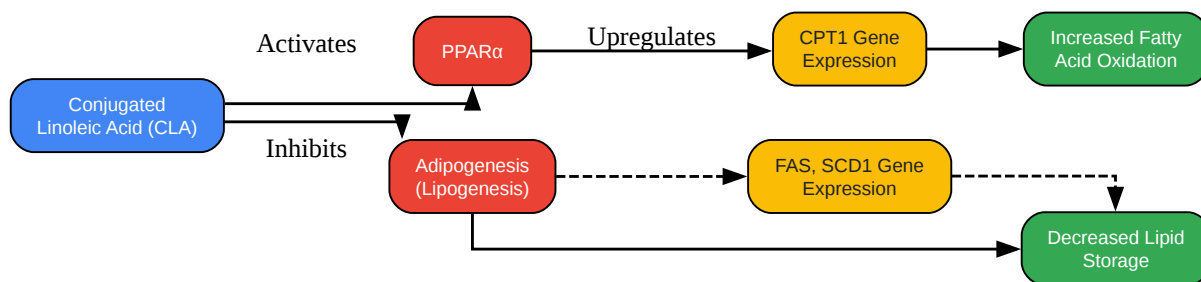 Activates
PPARα
Upregulates
CPT1 Gene
Expression
Increased Fatty
Acid Oxidation
Conjugated
Linoleic Acid (CLA)
Inhibits
Adipogenesis
(Lipogenesis)
FAS, SCD1 Gene
Expression
Decreased Lipid
Storage